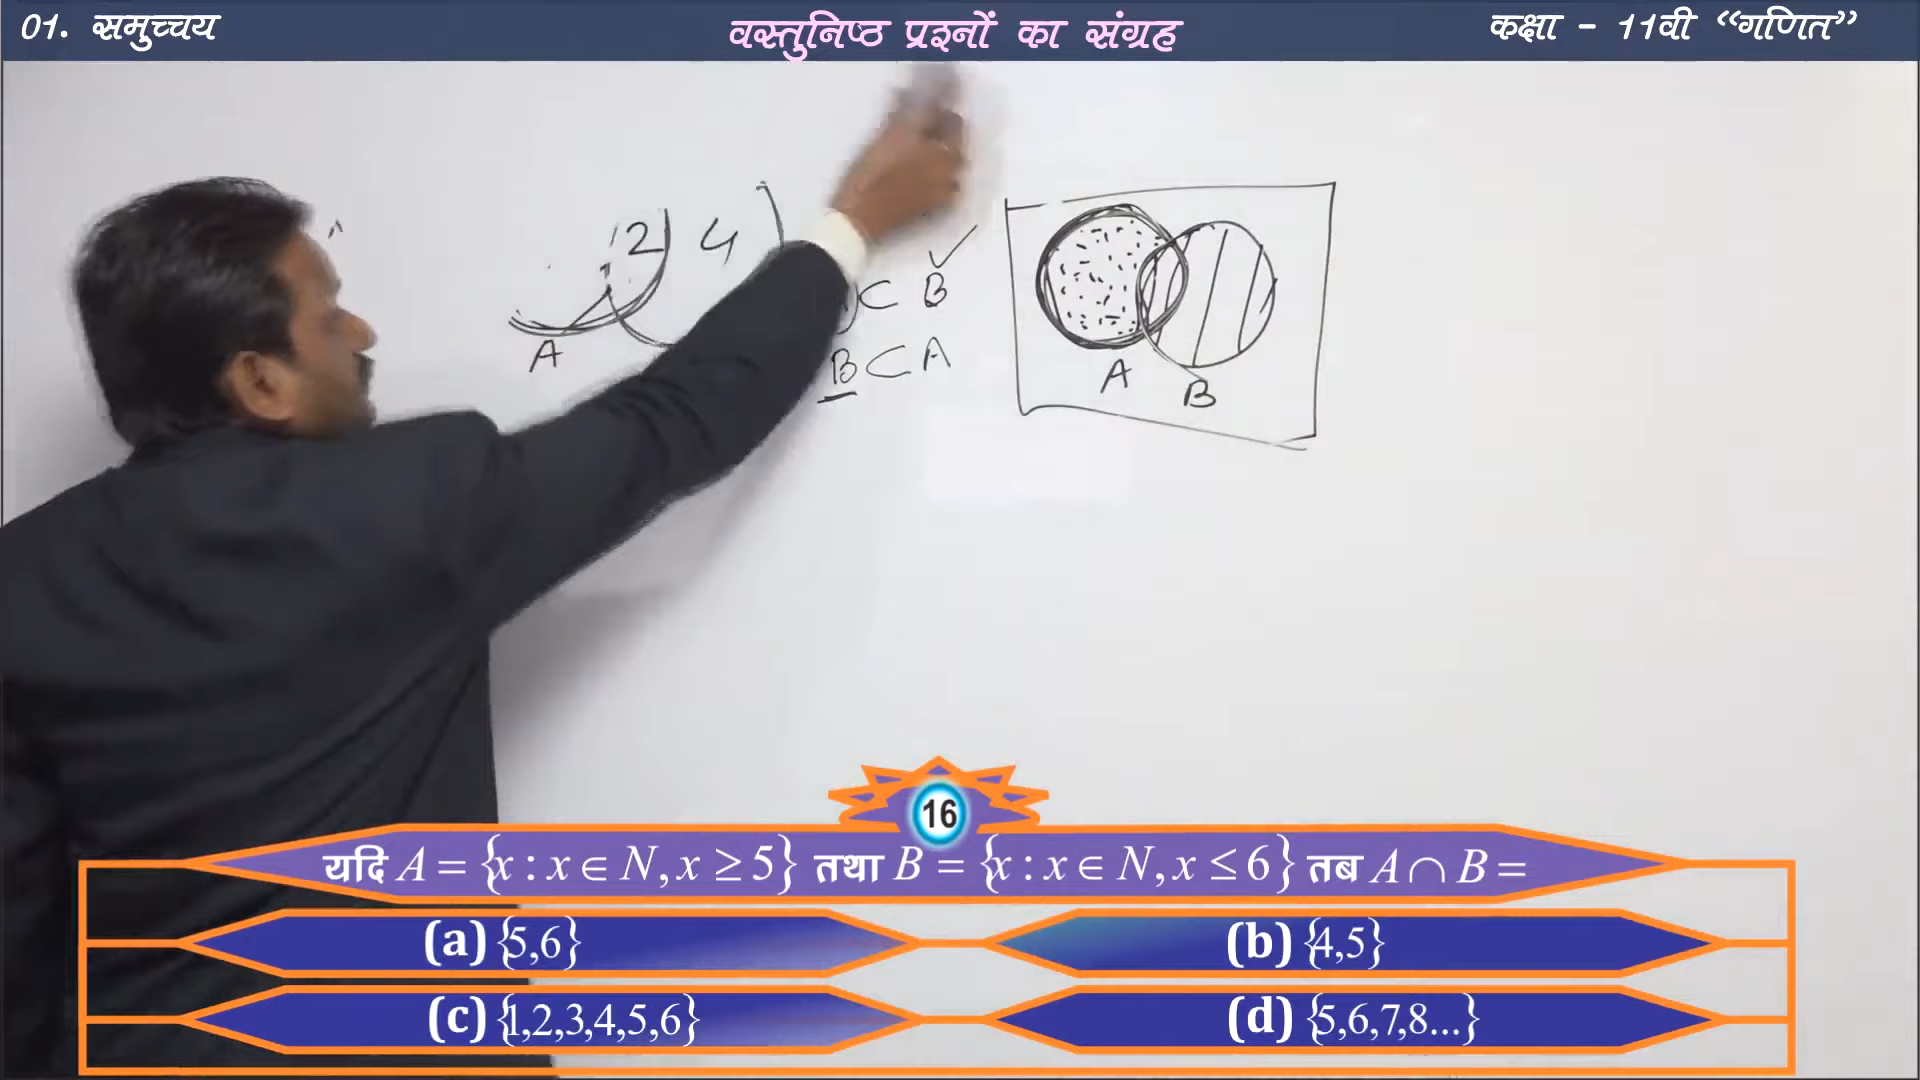 01. समुच्चय
वस्तुनिष्ठ प्रश्नों का संग्रह
कक्षा - 11वी “गणित”
2 4
A
⊂ B ✓
B ⊂ A
A
B
16
यदि A = {x : x ∈ N, x ≥ 5} तथा B = {x : x ∈ N, x ≤ 6} तब A ∩ B =
(a) {5,6}
(b) {4,5}
(c) {1,2,3,4,5,6}
(d) {5,6,7,8...}